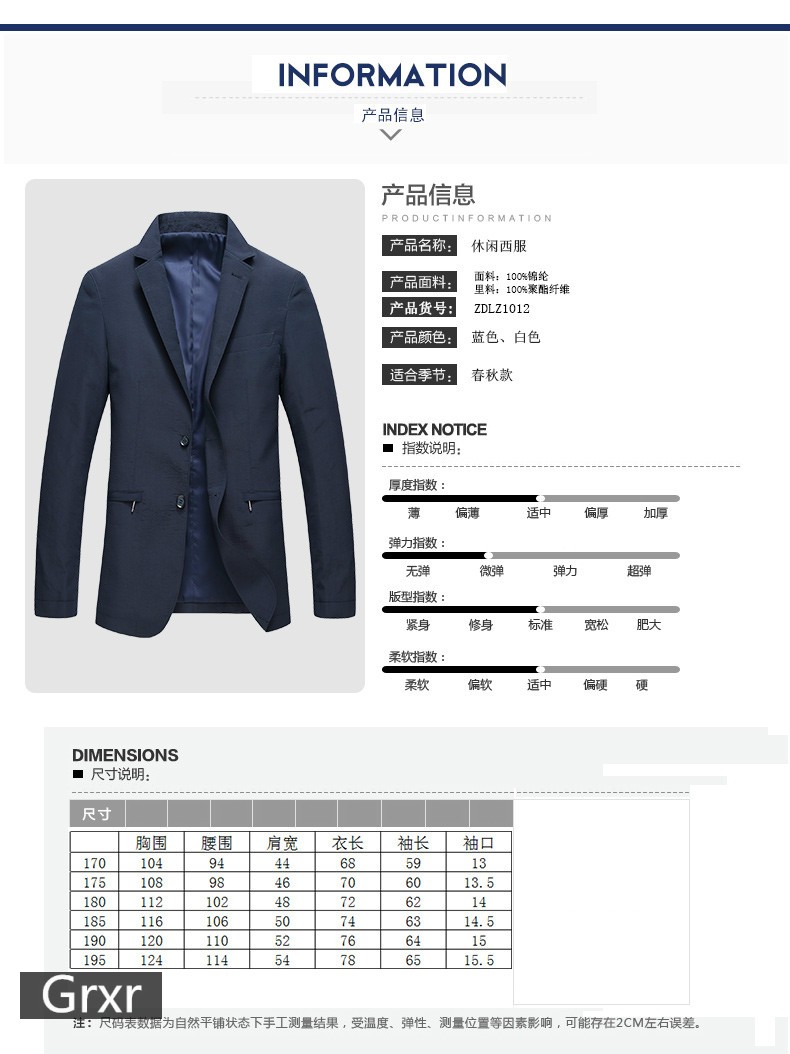 INFORMATION
产品信息
产品信息
PRODUCTINFORMATION
产品名称: 休闲西服
产品面料: 面料: 100%锦纶
里料: 100%聚酯纤维
产品货号: ZDLZ1012
产品颜色: 蓝色、白色
适合季节: 春秋款
INDEX NOTICE
指数说明:
厚度指数:
薄 偏薄 适中 偏厚 加厚
弹力指数:
无弹 微弹 弹力 超弹
版型指数:
紧身 修身 标准 宽松 肥大
柔软指数:
柔软 偏软 适中 偏硬 硬
DIMENSIONS
尺寸说明:
尺寸
胸围 腰围 肩宽 衣长 袖长 袖口
170 104 94 44 68 59 13
175 108 98 46 70 60 13.5
180 112 102 48 72 62 14
185 116 106 50 74 63 14.5
190 120 110 52 76 64 15
195 124 114 54 78 65 15.5
Grxr
注: 尺码表数据为自然平铺状态下手工测量结果，受温度、弹性、测量位置等因素影响，可能存在2CM左右误差。